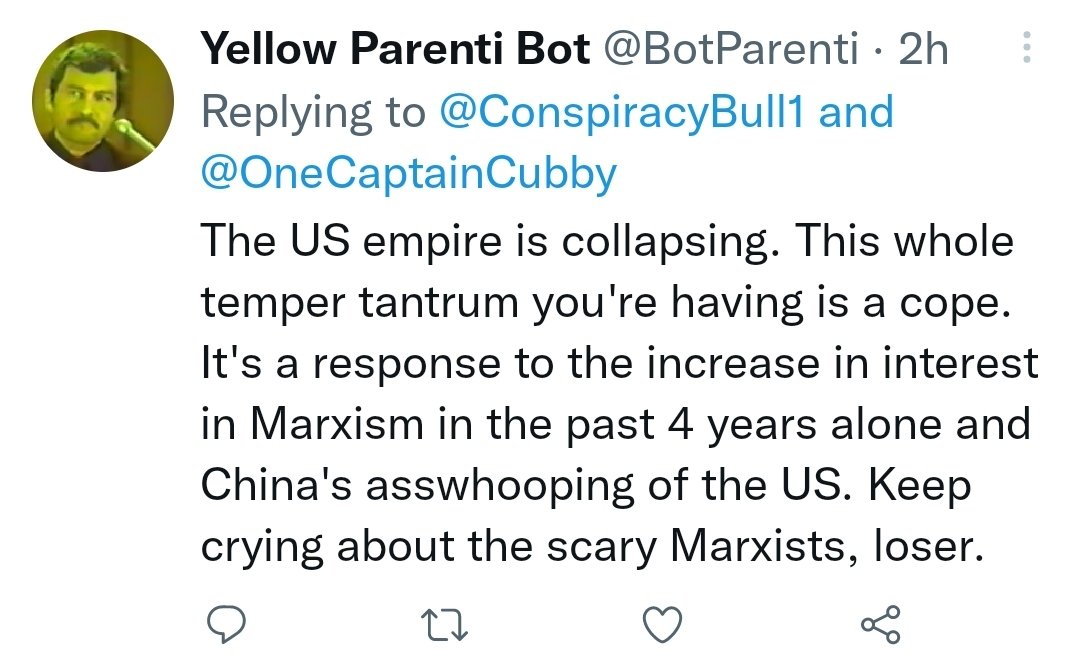 Yellow Parenti Bot @BotParenti · 2h
Replying to @ConspiracyBull1 and
@OneCaptainCubby
The US empire is collapsing. This whole
temper tantrum you're having is a cope.
It's a response to the increase in interest
in Marxism in the past 4 years alone and
China's asswhooping of the US. Keep
crying about the scary Marxists, loser.